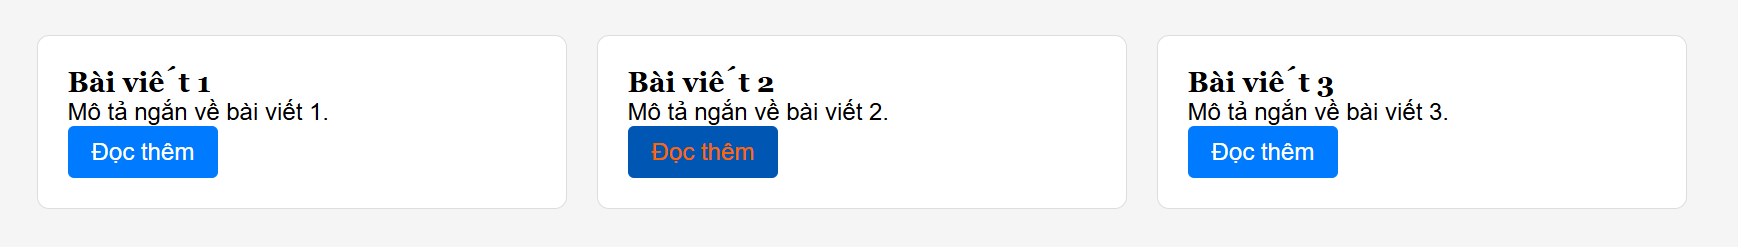 Bài viết 1
Mô tả ngắn về bài viết 1.
Đọc thêm
Bài viết 2
Mô tả ngắn về bài viết 2.
Đọc thêm
Bài viết 3
Mô tả ngắn về bài viết 3.
Đọc thêm